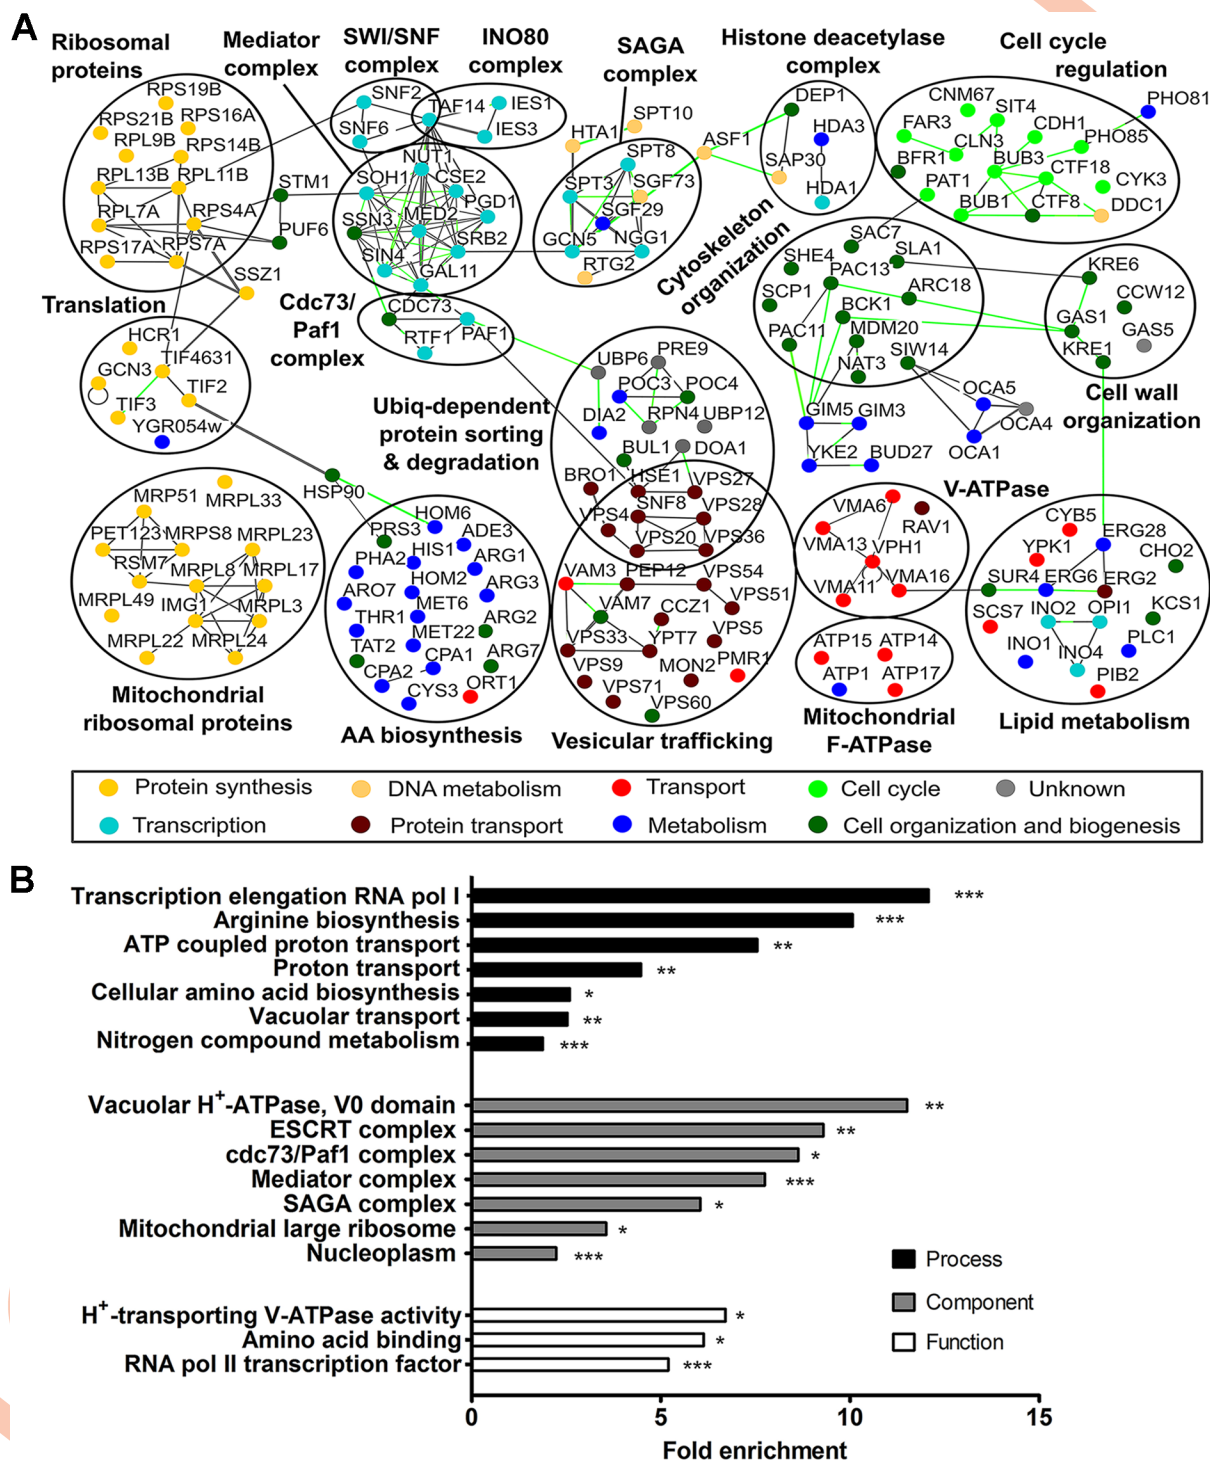 A
Ribosomal
proteins
Mediator
complex
SWI/SNF
complex
INO80
complex
SAGA
complex
Histone deacetylase
complex
Cell cycle
regulation
RPS19B
RPS21B
RPS16A
RPL9B
RPS14B
RPL13B
RPL11B
RPL7A
RPS4A
RPS17A
RPS7A
STM1
PUF6
SSZ1
SNF2
SNF6
TAF14
IES1
IES3
NUT1
SOH1
CSE2
PGD1
SSN3
MED2
SRB2
SIN4
GAL11
HTA1
SPT10
SPT8
SPT3
SGF73
SGF29
GCN5
NGG1
RTG2
ASF1
DEP1
HDA3
SAP30
HDA1
CNM67
SIT4
PHO81
FAR3
CLN3
CDH1
PHO85
BFR1
BUB3
CTF18
PAT1
CYK3
BUB1
CTF8
DDC1
Translation
HCR1
TIF4631
GCN3
TIF2
TIF3
YGR054w
Cdc73/
Paf1
complex
CDC73
RTF1
PAF1
Cytoskeleton
organization
SAC7
SHE4
SLA1
PAC13
SCP1
ARC18
BCK1
PAC11
MDM20
NAT3
SIW14
KRE6
CCW12
GAS1
GAS5
KRE1
Cell wall
organization
OCA5
OCA4
OCA1
GIM5
GIM3
YKE2
BUD27
Ubiq-dependent
protein sorting
& degradation
UBP6
PRE9
POC3
POC4
DIA2
RPN4
UBP12
BUL1
DOA1
BRO1
HSE1
VPS27
SNF8
VPS28
VPS4
VPS20
VPS36
HSP90
MRP51
MRPL33
PET123
MRPS8
MRPL23
RSM7
MRPL8
MRPL17
MRPL49
IMG1
MRPL3
MRPL22
MRPL24
Mitochondrial
ribosomal proteins
HOM6
PRS3
ADE3
PHA2
HIS1
ARG1
ARO7
HOM2
ARG3
THR1
MET6
ARG2
TAT2
MET22
ARG7
CPA2
CPA1
ORT1
CYS3
AA biosynthesis
VAM3
PEP12
VPS54
VPS51
VAM7
CCZ1
VPS5
VPS33
YPT7
PMR1
VPS9
MON2
VPS71
VPS60
Vesicular trafficking
V-ATPase
VMA6
RAV1
VMA13
VPH1
VMA11
VMA16
ATP15
ATP14
ATP1
ATP17
Mitochondrial
F-ATPase
CYB5
ERG28
YPK1
CHO2
SUR4
ERG6
ERG2
SCS7
INO2
OPI1
KCS1
INO1
INO4
PLC1
PIB2
Lipid metabolism
Protein synthesis
DNA metabolism
Transport
Cell cycle
Unknown
Transcription
Protein transport
Metabolism
Cell organization and biogenesis
B
Transcription elengation RNA pol I ***
Arginine biosynthesis ***
ATP coupled proton transport **
Proton transport **
Cellular amino acid biosynthesis *
Vacuolar transport **
Nitrogen compound metabolism ***
Vacuolar H+-ATPase, V0 domain **
ESCRT complex **
cdc73/Paf1 complex *
Mediator complex ***
SAGA complex *
Mitochondrial large ribosome *
Nucleoplasm ***
Process
Component
Function
H+-transporting V-ATPase activity *
Amino acid binding *
RNA pol II transcription factor ***
0 5 10 15
Fold enrichment